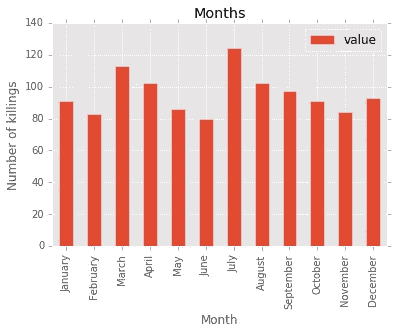 Months
value
Number of killings
140
120
100
80
60
40
20
0
January
February
March
April
May
June
July
August
September
October
November
December
Month